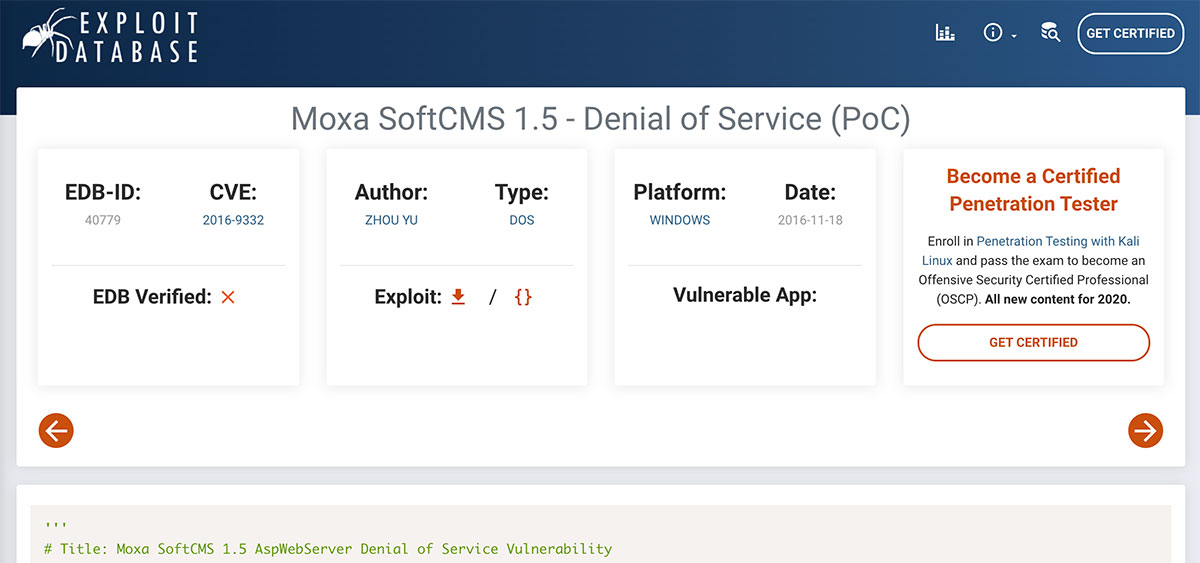 EXPLOIT
DATABASE
GET CERTIFIED
Moxa SoftCMS 1.5 - Denial of Service (PoC)
EDB-ID:
40779
CVE:
2016-9332
EDB Verified:
Author:
ZHOU YU
Type:
DOS
Exploit: / {}
Platform:
WINDOWS
Date:
2016-11-18
Vulnerable App:
Become a Certified
Penetration Tester
Enroll in Penetration Testing with Kali
Linux and pass the exam to become an
Offensive Security Certified Professional
(OSCP). All new content for 2020.
GET CERTIFIED
'''
# Title: Moxa SoftCMS 1.5 AspWebServer Denial of Service Vulnerability